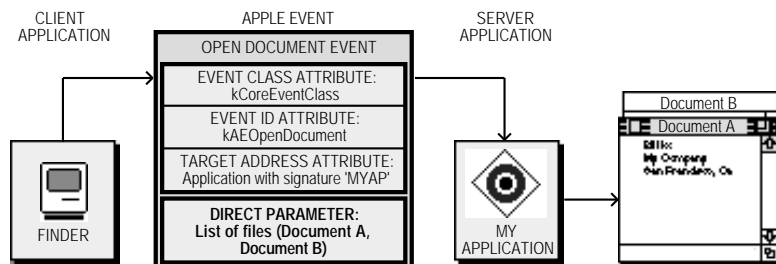 CLIENT
APPLICATION
APPLE EVENT
SERVER
APPLICATION
OPEN DOCUMENT EVENT
EVENT CLASS ATTRIBUTE:
kCoreEventClass
EVENT ID ATTRIBUTE:
kAEOpenDocument
TARGET ADDRESS ATTRIBUTE:
Application with signature 'MYAP'
DIRECT PARAMETER:
List of files (Document A,
Document B)
FINDER
MY
APPLICATION
Document B
Document A
My Company
San Francisco, Ca